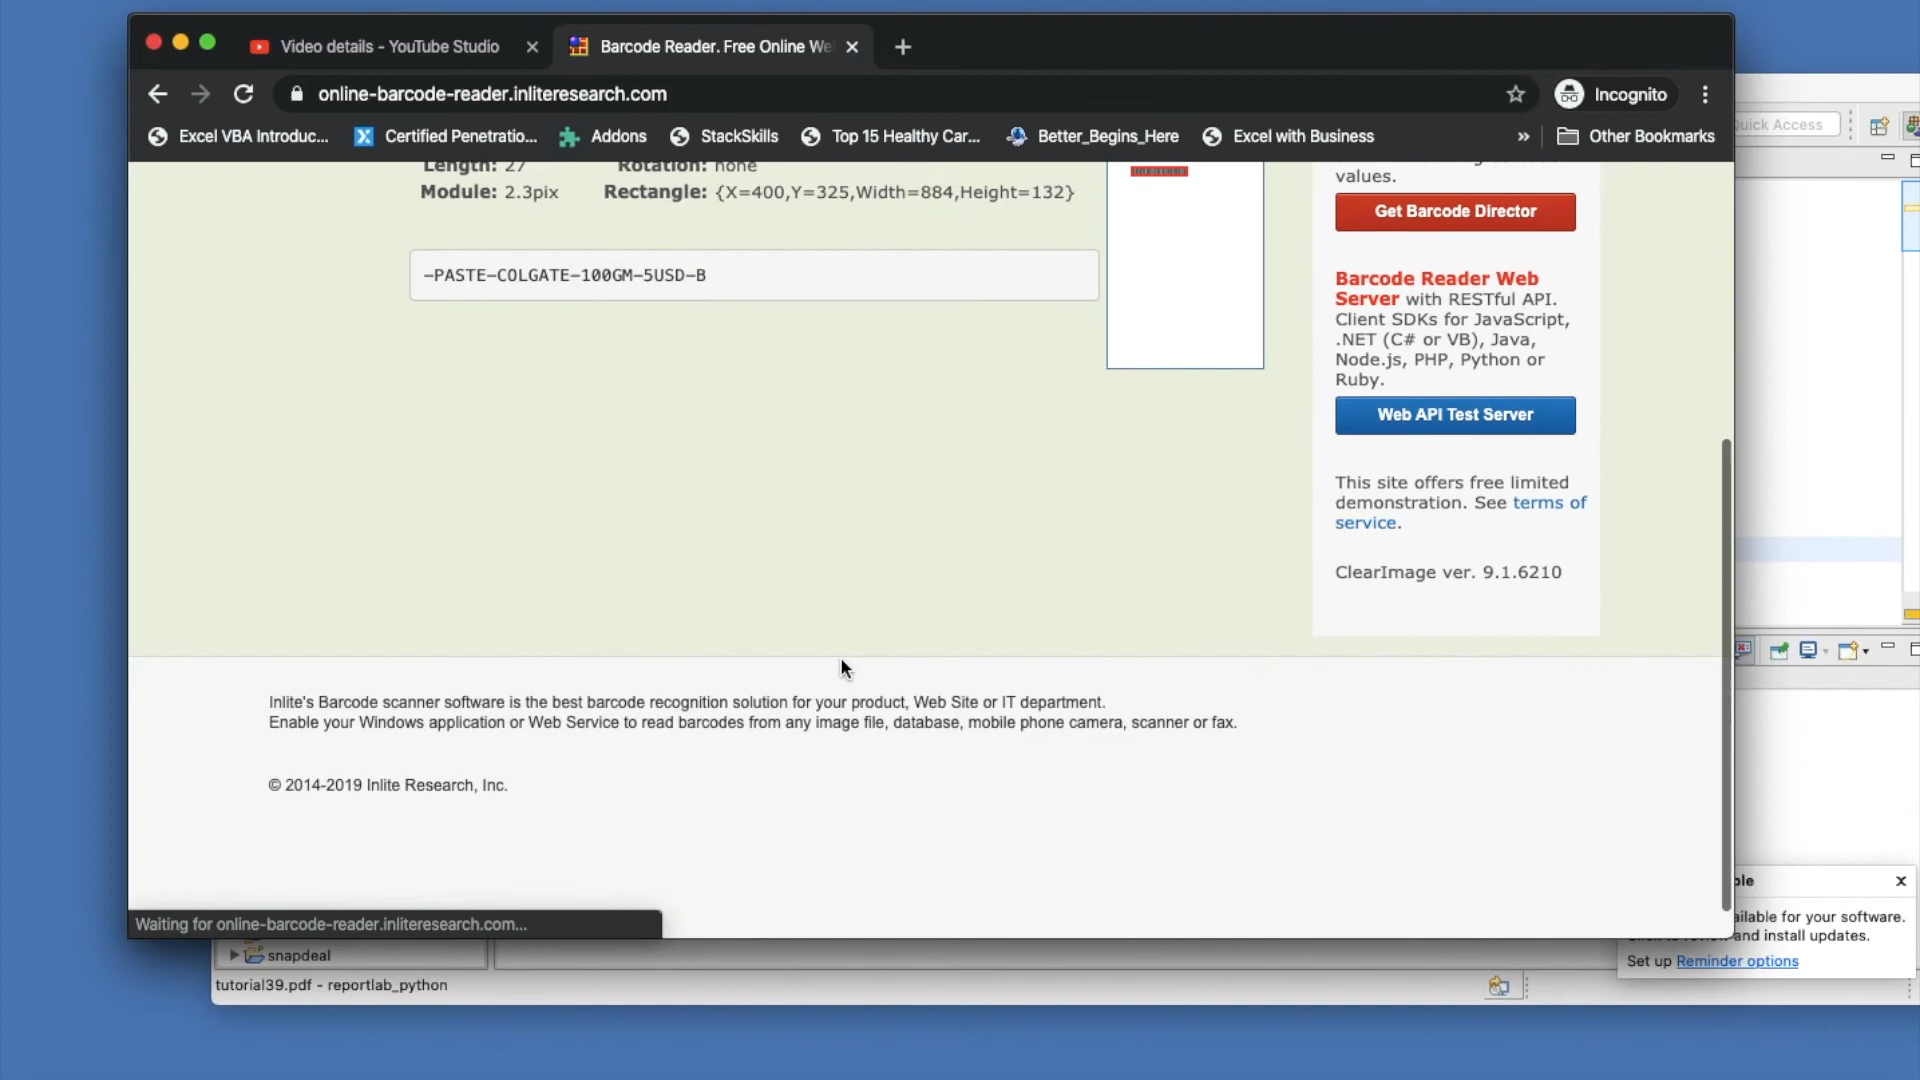 Video details - YouTube Studio
Barcode Reader. Free Online We
online-barcode-reader.inliteresearch.com
Incognito
Excel VBA Introduc...
Certified Penetratio...
Addons
StackSkills
Top 15 Healthy Car...
Better_Begins_Here
Excel with Business
»
Other Bookmarks
Quick Access
Length: 27 Rotation: none
Module: 2.3pix Rectangle: {X=400,Y=325,Width=884,Height=132}
-PASTE-COLGATE-100GM-5USD-B
values.
Get Barcode Director
Barcode Reader Web
Server with RESTful API.
Client SDKs for JavaScript,
.NET (C# or VB), Java,
Node.js, PHP, Python or
Ruby.
Web API Test Server
This site offers free limited
demonstration. See terms of
service.
ClearImage ver. 9.1.6210
Inlite's Barcode scanner software is the best barcode recognition solution for your product, Web Site or IT department.
Enable your Windows application or Web Service to read barcodes from any image file, database, mobile phone camera, scanner or fax.
© 2014-2019 Inlite Research, Inc.
Waiting for online-barcode-reader.inliteresearch.com...
snapdeal
tutorial39.pdf - reportlab_python
ble
ailable for your software.
and install updates.
Set up Reminder options